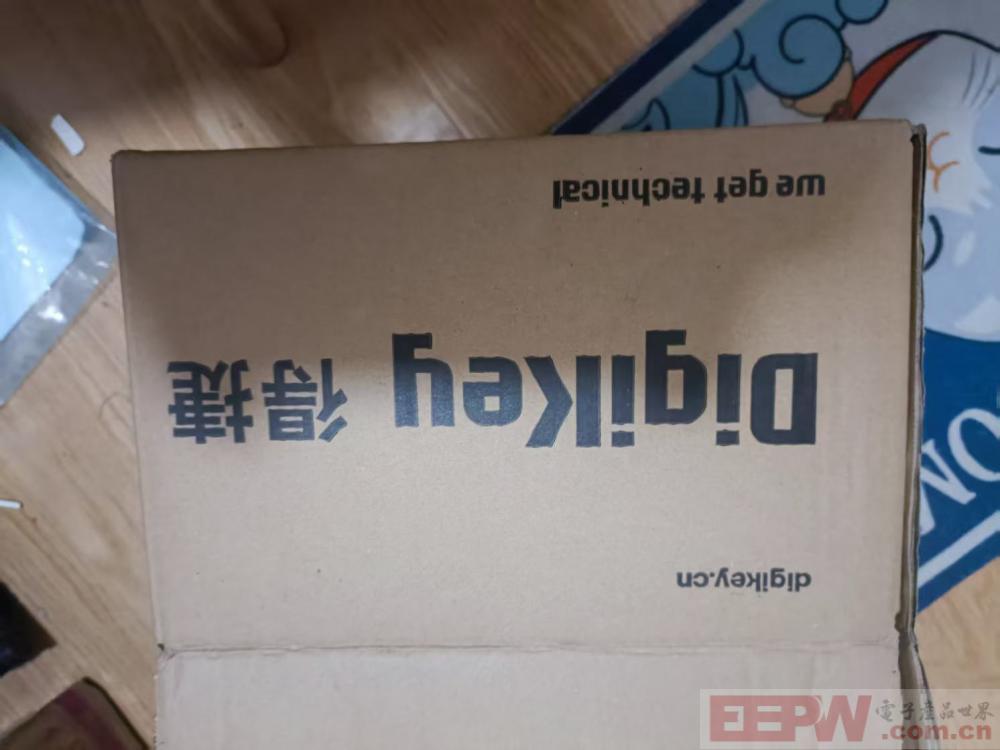 digikey.cn
DigiKey 得捷
we get technical
EEPW 電子產品世界
.com.cn